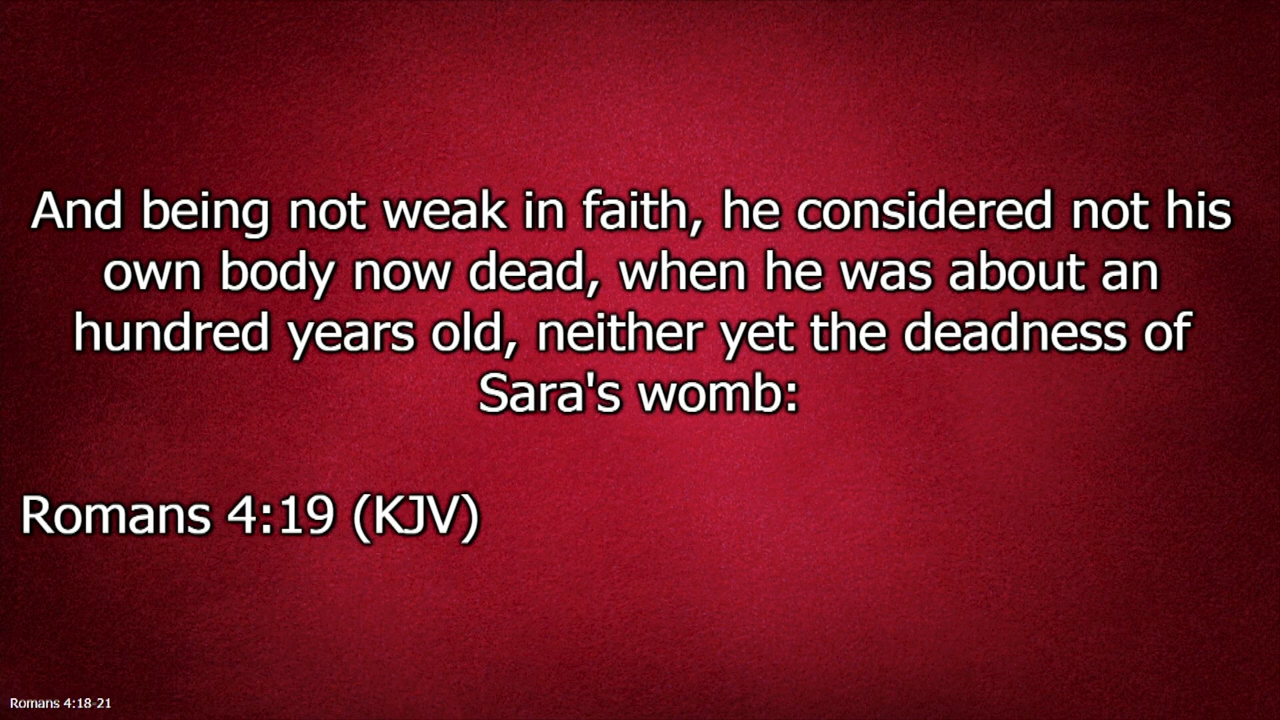 And being not weak in faith, he considered not his
own body now dead, when he was about an
hundred years old, neither yet the deadness of
Sara's womb:
Romans 4:19 (KJV)
Romans 4:18-21